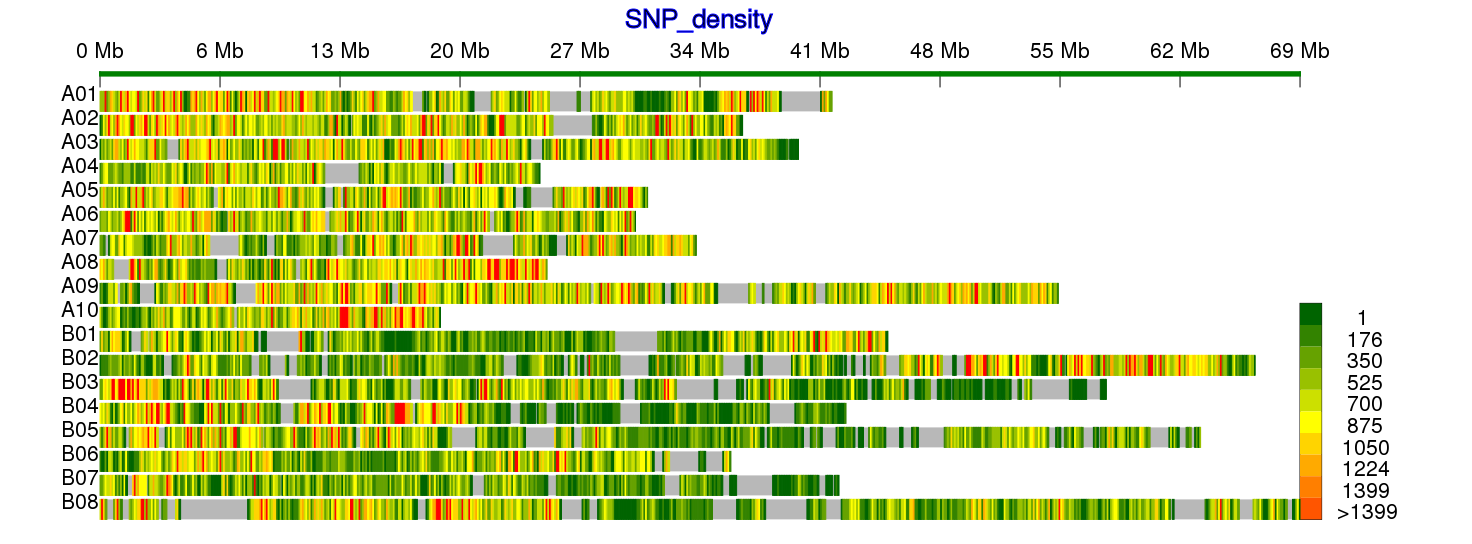 SNP_density
0 Mb 6 Mb 13 Mb 20 Mb 27 Mb 34 Mb 41 Mb 48 Mb 55 Mb 62 Mb 69 Mb
A01
A02
A03
A04
A05
A06
A07
A08
A09
A10
B01
B02
B03
B04
B05
B06
B07
B08
1
176
350
525
700
875
1050
1224
1399
>1399